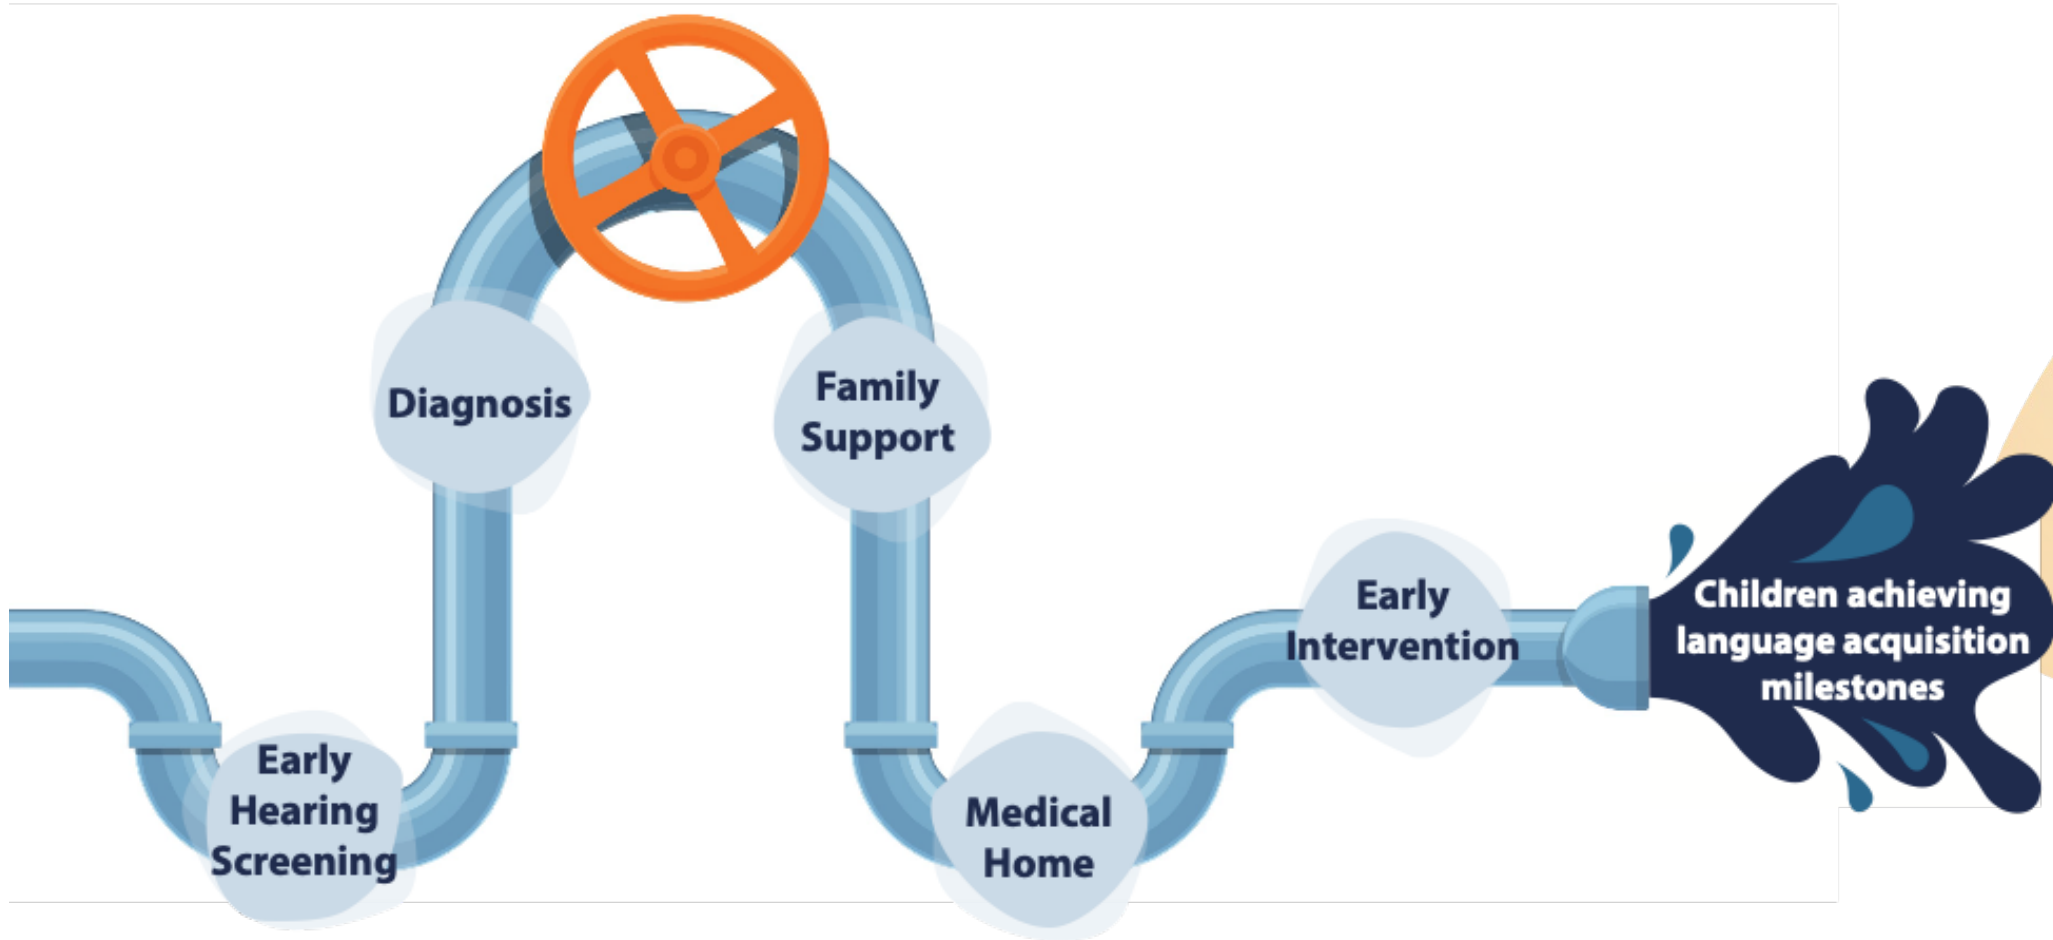 Early
Hearing
Screening
Diagnosis
Family
Support
Medical
Home
Early
Intervention
Children achieving
language acquisition
milestones